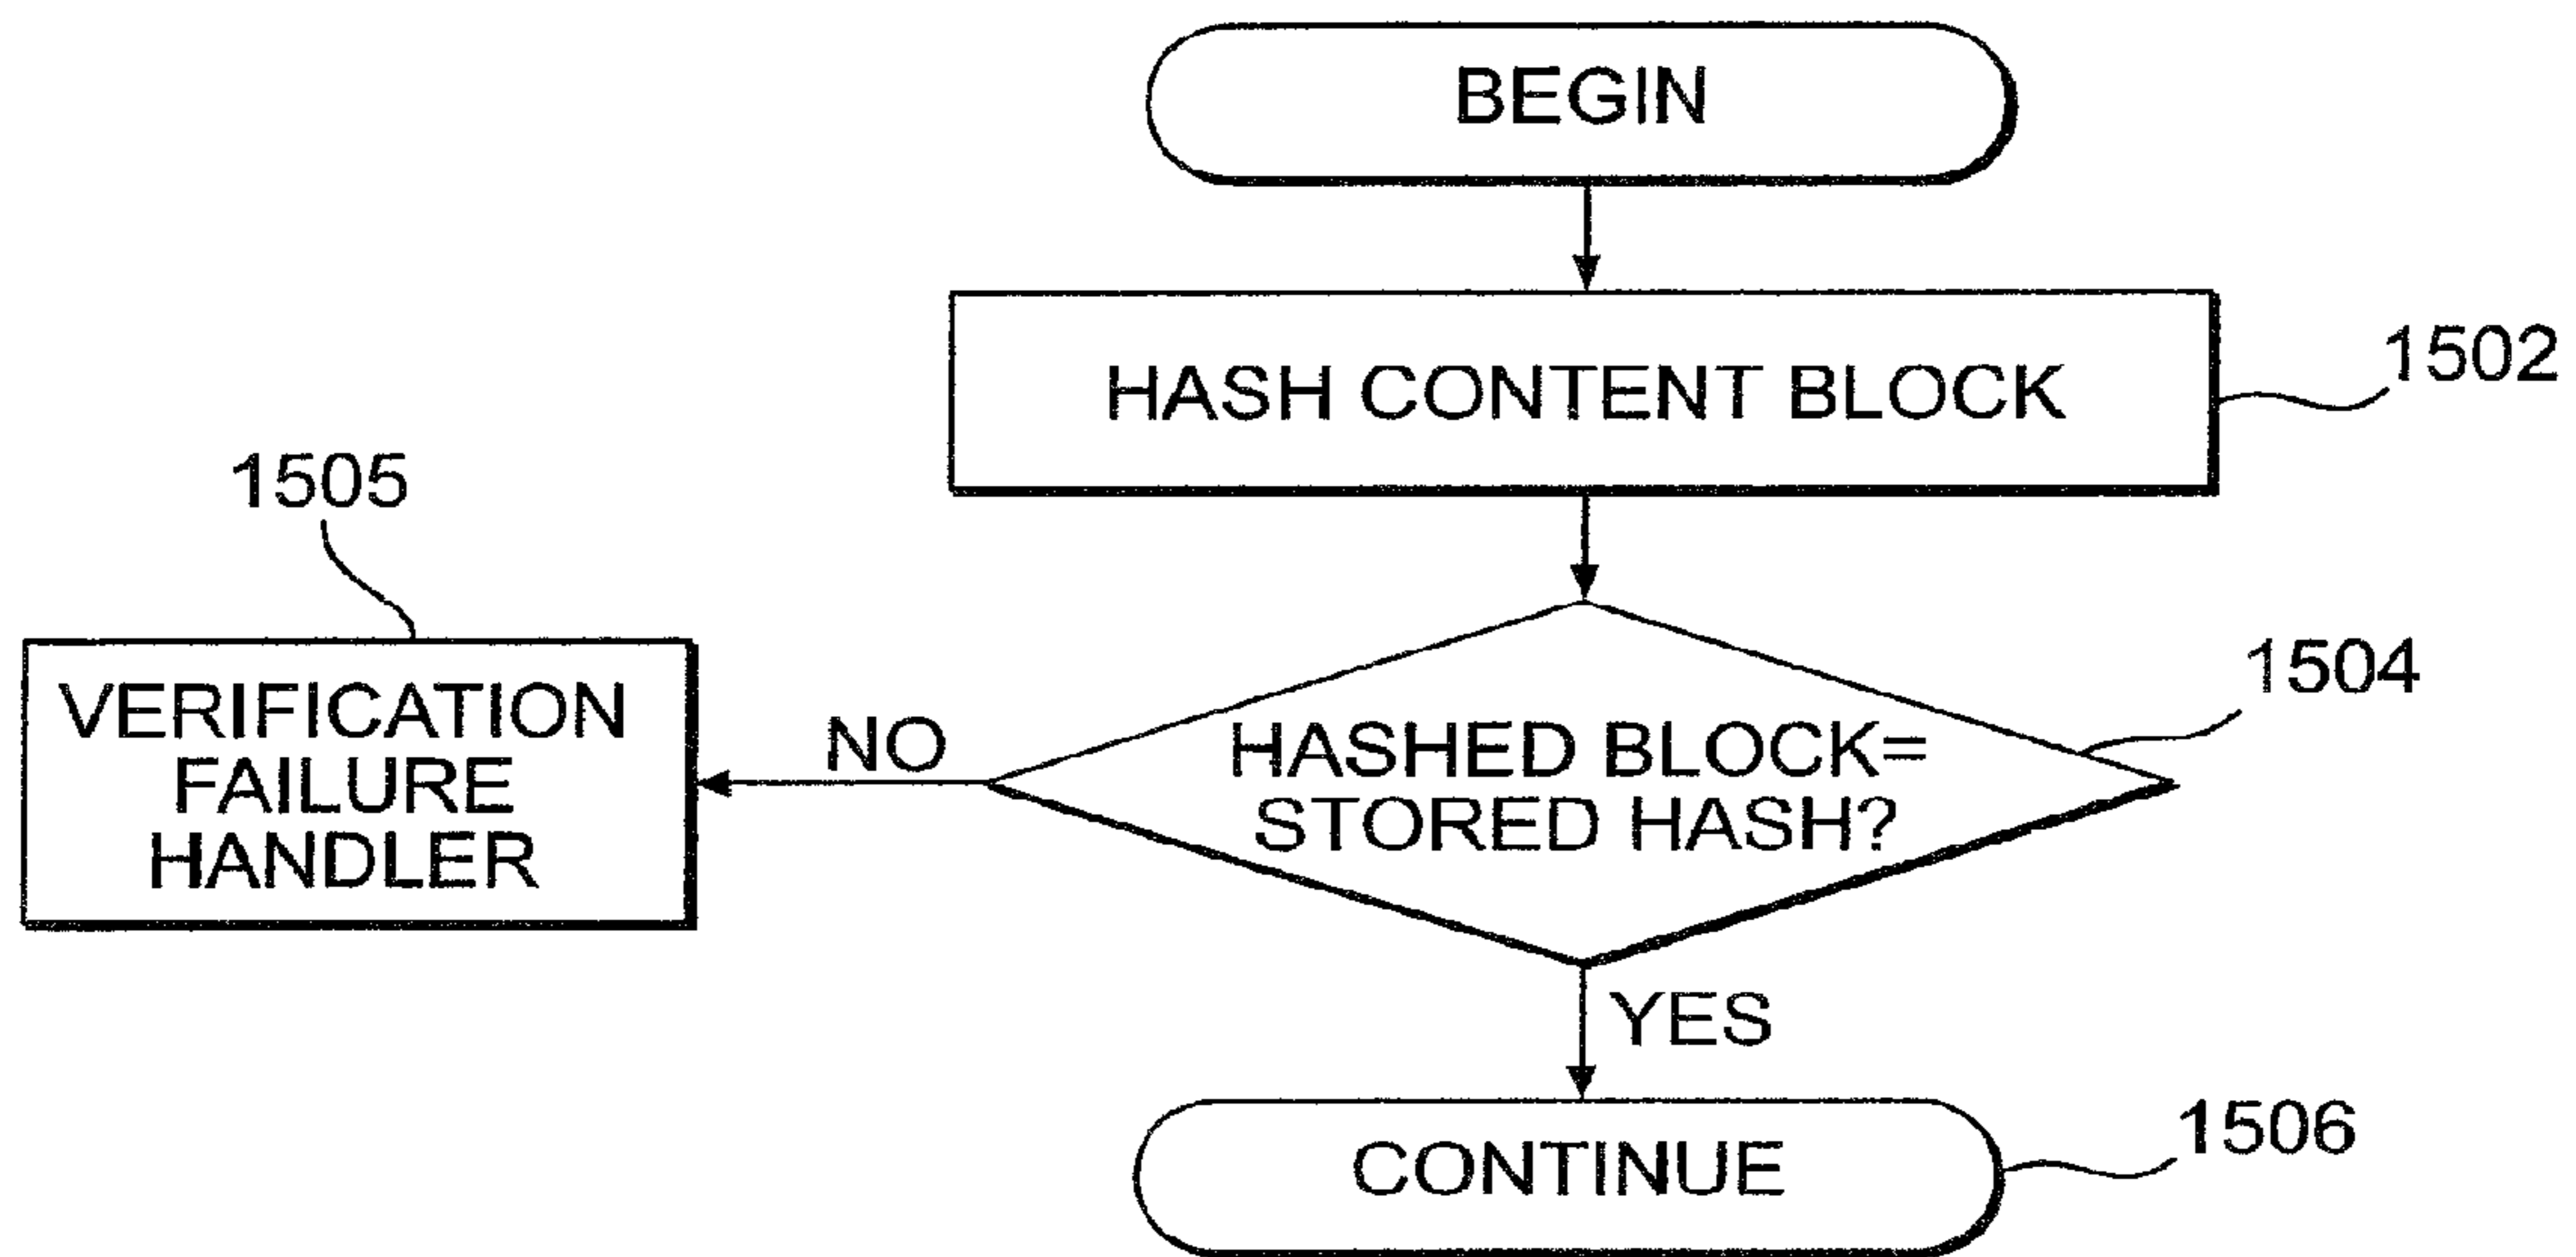 BEGIN
HASH CONTENT BLOCK
1502
1505
VERIFICATION
FAILURE
HANDLER
NO
HASHED BLOCK=
STORED HASH?
1504
YES
CONTINUE
1506